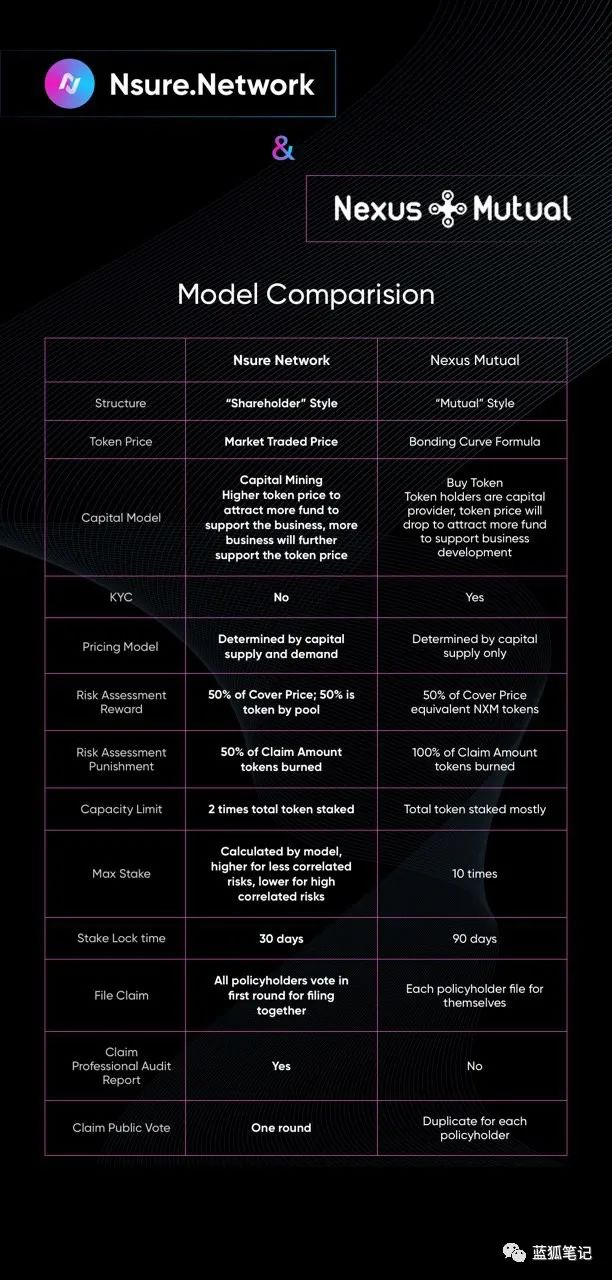 Nsure.Network
&
Nexus Mutual
Model Comparision
Nsure Network
Nexus Mutual
Structure
“Shareholder” Style
“Mutual” Style
Token Price
Market Traded Price
Bonding Curve Formula
Capital Model
Capital Mining
Higher token price to
attract more fund to
support the business, more
business will further
support the token price
Buy Token
Token holders are capital
provider, token price will
drop to attract more fund
to support business
development
KYC
No
Yes
Pricing Model
Determined by capital
supply and demand
Determined by capital
supply only
Risk Assessment
Reward
50% of Cover Price; 50% is
token by pool
50% of Cover Price
equivalent NXM tokens
Risk Assessment
Punishment
50% of Claim Amount
tokens burned
100% of Claim Amount
tokens burned
Capacity Limit
2 times total token staked
Total token staked mostly
Max Stake
Calculated by model,
higher for less correlated
risks, lower for high
correlated risks
10 times
Stake Lock time
30 days
90 days
File Claim
All policyholders vote in
first round for filing
together
Each policyholder file for
themselves
Claim
Professional Audit
Report
Yes
No
Claim Public Vote
One round
Duplicate for each
policyholder
蓝狐笔记